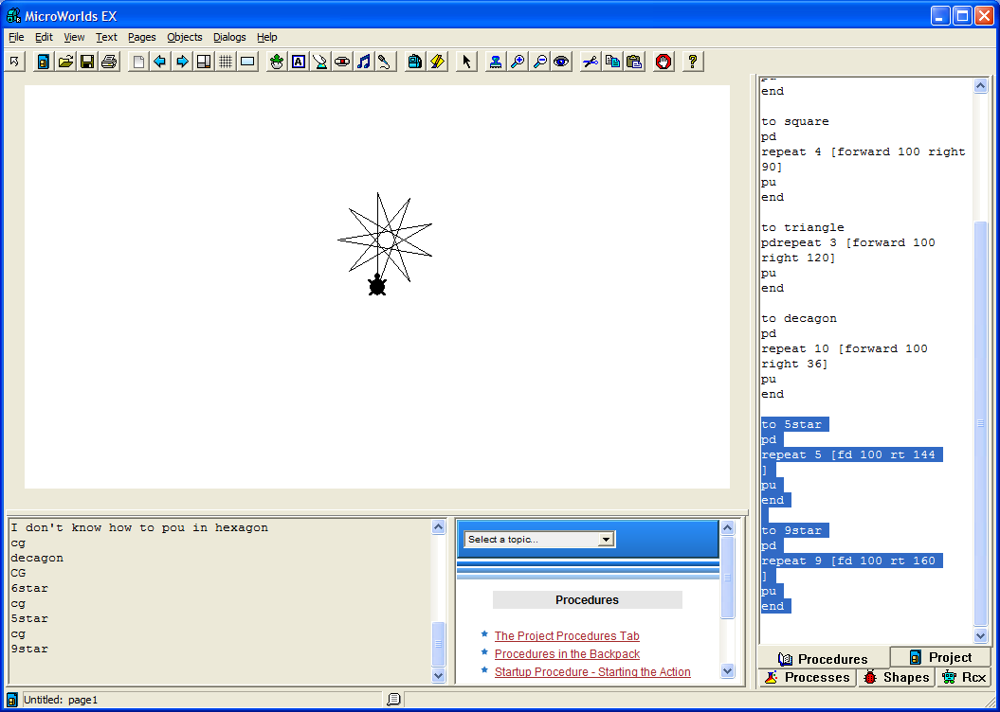 MicroWorlds EX
File Edit View Text Pages Objects Dialogs Help
end
to square
pd
repeat 4 [forward 100 right
90]
pu
end
to triangle
pdrepeat 3 [forward 100
right 120]
pu
end
to decagon
pd
repeat 10 [forward 100
right 36]
pu
end
to 5star
pd
repeat 5 [fd 100 rt 144
]
pu
end
to 9star
pd
repeat 9 [fd 100 rt 160
]
pu
end
I don't know how to pou in hexagon
cg
decagon
CG
6star
cg
5star
cg
9star
Select a topic...
Procedures
The Project Procedures Tab
Procedures in the Backpack
Startup Procedure - Starting the Action
Procedures Project
Processes Shapes Rcx
Untitled: page1